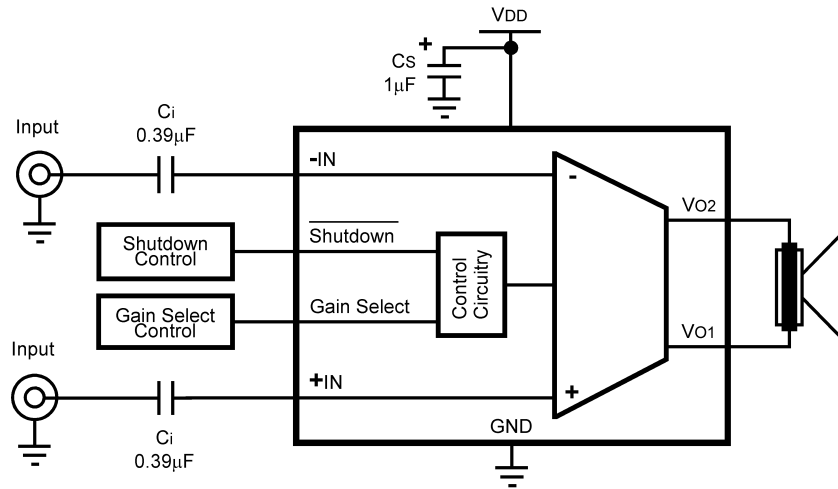 VDD
+
CS
1µF
Ci
0.39µF
Input
-IN
-
VO2
Shutdown
Control
Shutdown
Control
Circuitry
Gain Select
Control
Gain Select
VO1
Input
+IN
+
GND
Ci
0.39µF